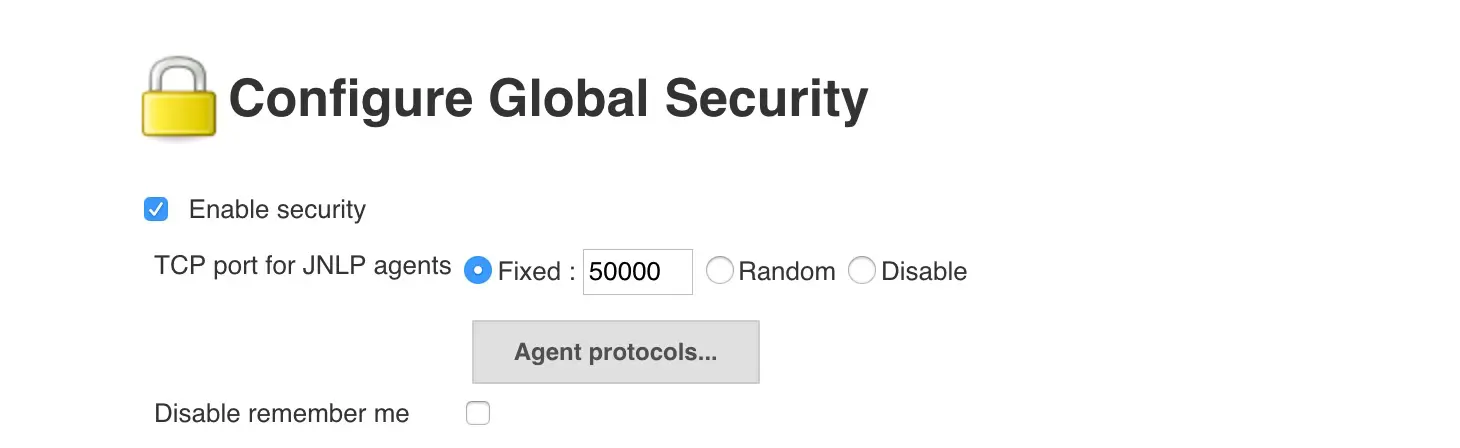 Configure Global Security
Enable security
TCP port for JNLP agents Fixed : 50000 Random Disable
Agent protocols...
Disable remember me